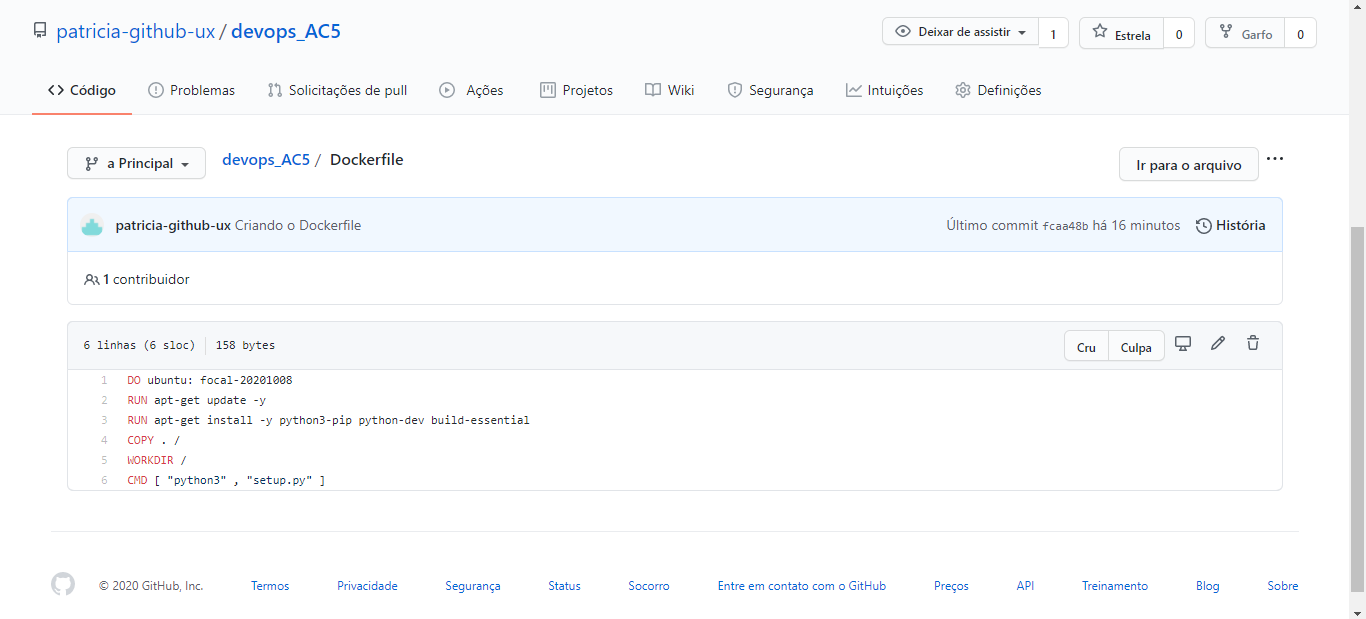 patricia-github-ux / devops_AC5
Deixar de assistir 1 Estrela 0 Garfo 0
Código Problemas Solicitações de pull Ações Projetos Wiki Segurança Intuições Definições
a Principal devops_AC5 / Dockerfile Ir para o arquivo ...
patricia-github-ux Criando o Dockerfile Último commit fcaa48b há 16 minutos História
1 contribuidor
6 linhas (6 sloc) 158 bytes Cru Culpa
1 DO ubuntu: focal-20201008
2 RUN apt-get update -y
3 RUN apt-get install -y python3-pip python-dev build-essential
4 COPY . /
5 WORKDIR /
6 CMD [ "python3" , "setup.py" ]
© 2020 GitHub, Inc. Termos Privacidade Segurança Status Socorro Entre em contato com o GitHub Preços API Treinamento Blog Sobre